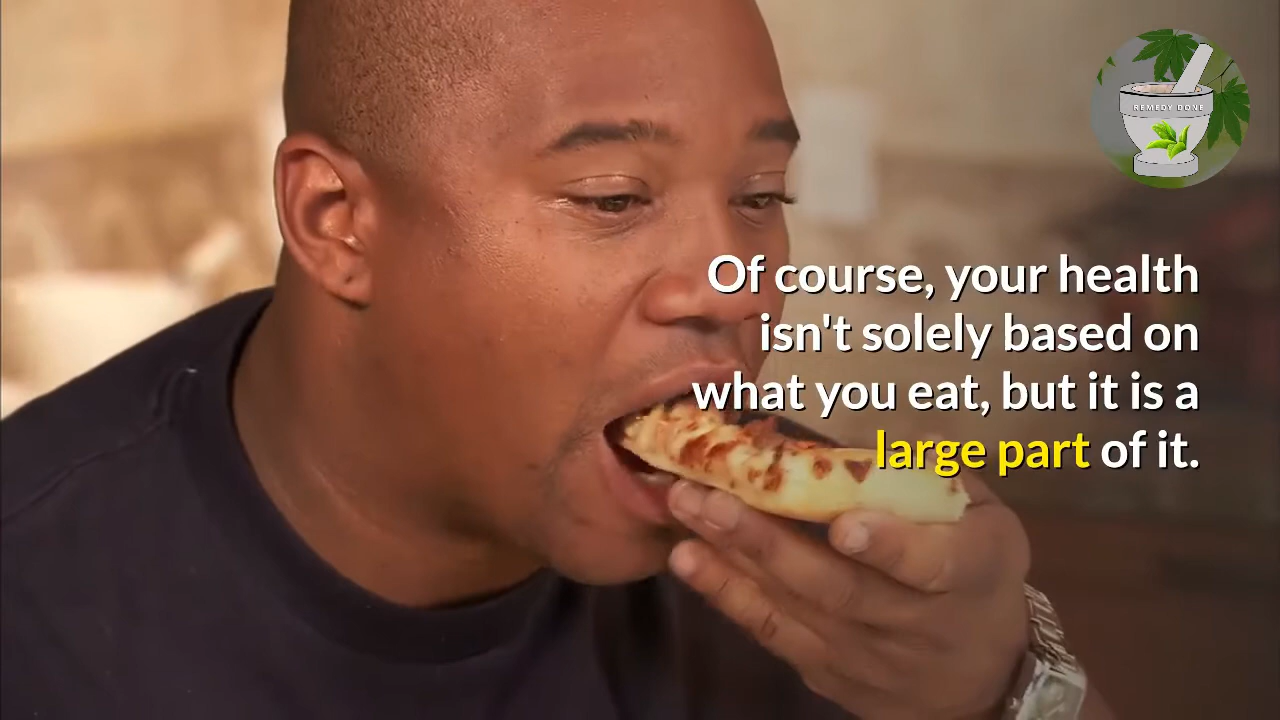 REMEDY DONE
Of course, your health
isn't solely based on
what you eat, but it is a
large part of it.